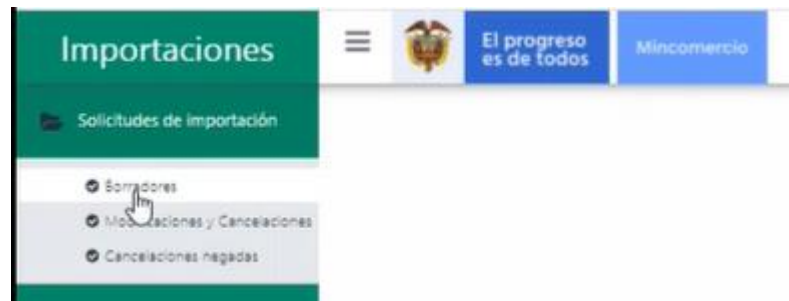 Importaciones
El progreso
es de todos
Mincomercio
Solicitudes de importación
Borradores
y Cancelaciones
Cancelaciones negadas